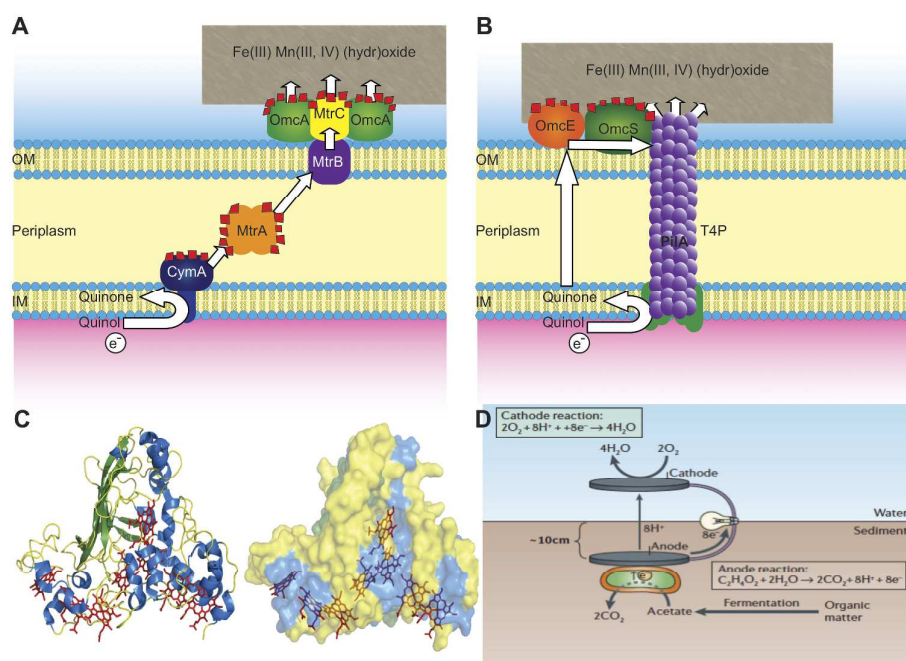 A
Fe(III) Mn(III, IV) (hydr)oxide
OmcA
MtrC
OmcA
OM
MtrB
Periplasm
MtrA
CymA
Quinone
IM
Quinol
e-
B
Fe(III) Mn(III, IV) (hydr)oxide
OmcE
OmcS
OM
Periplasm
PilA
T4P
Quinone
IM
Quinol
e-
C
D
Cathode reaction:
2O₂ + 8H⁺ + +8e⁻ → 4H₂O
4H₂O
2O₂
Cathode
8H⁺
Water
Sediment
~10cm
8e⁻
Anode
Anode reaction:
C₂H₄O₂ + 2H₂O → 2CO₂ + 8H⁺ + 8e⁻
2CO₂
Acetate
Fermentation
Organic
matter